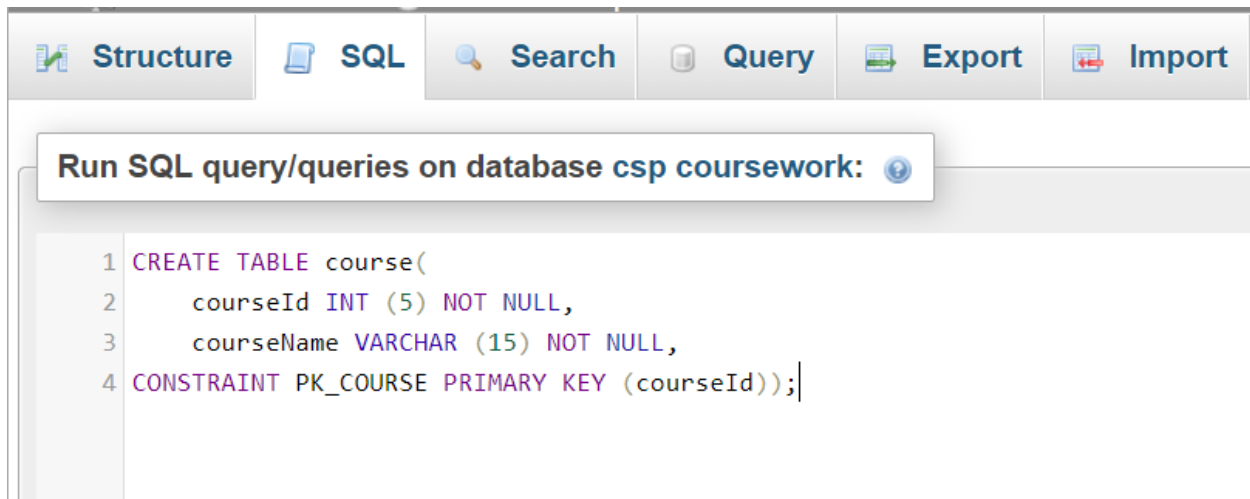 Structure SQL Search Query Export Import
Run SQL query/queries on database csp coursework:
1 CREATE TABLE course(
2 courseId INT (5) NOT NULL,
3 courseName VARCHAR (15) NOT NULL,
4 CONSTRAINT PK_COURSE PRIMARY KEY (courseId));